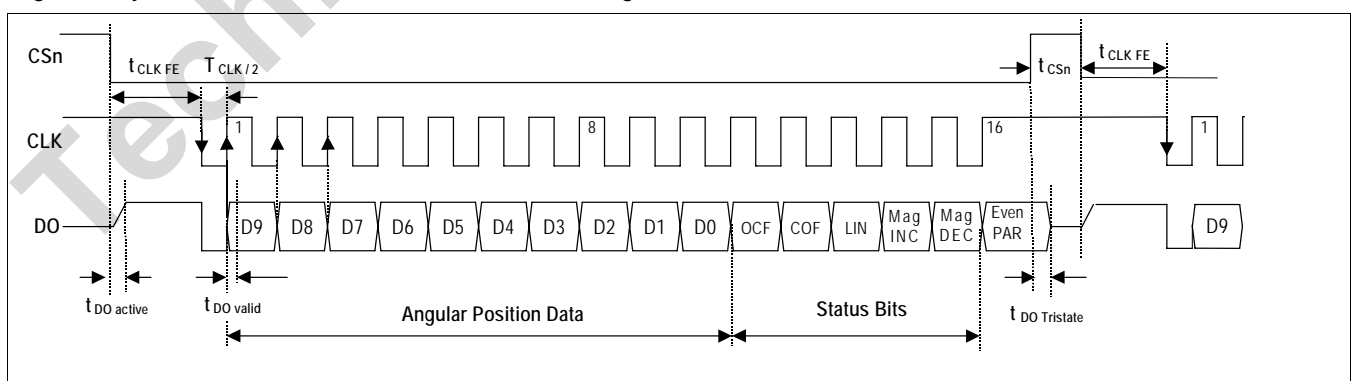 Tech
CSn
t CLK FE
T CLK / 2
t CSn
t CLK FE
CLK
1
8
16
1
DO
D9
D8
D7
D6
D5
D4
D3
D2
D1
D0
OCF
COF
LIN
Mag
INC
Mag
DEC
Even
PAR
D9
t DO active
t DO valid
Angular Position Data
Status Bits
t DO Tristate